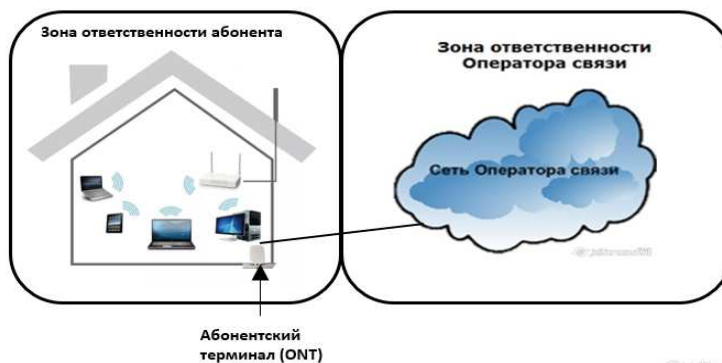 Зона ответственности абонента
Зона ответственности
Оператора связи
Сеть Оператора связи
Абонентский
терминал (ONT)